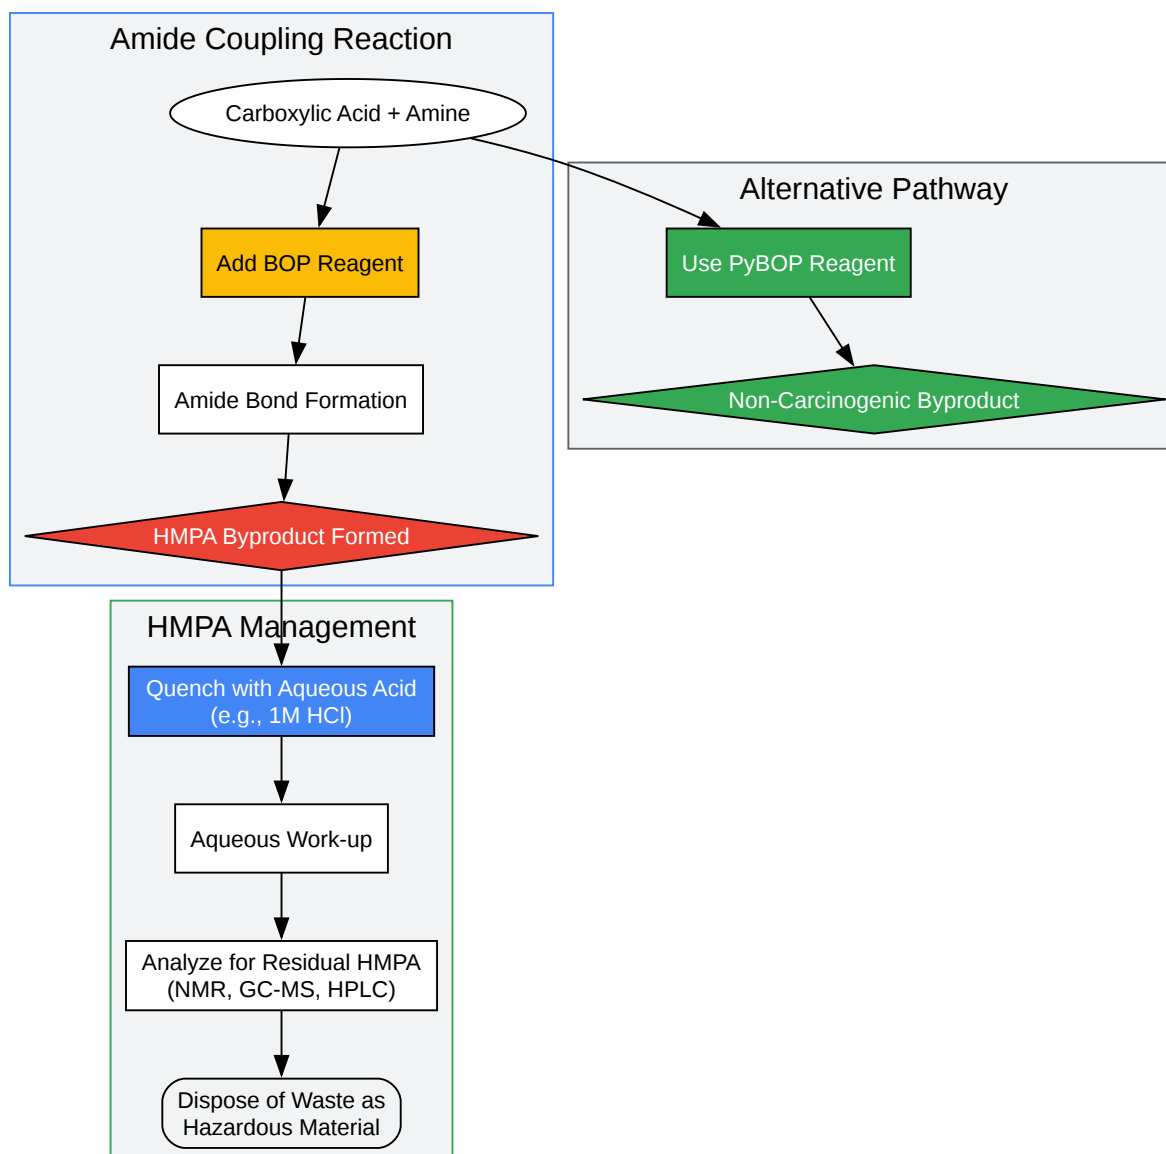 Amide Coupling Reaction
Carboxylic Acid + Amine
Add BOP Reagent
Amide Bond Formation
HMPA Byproduct Formed
Alternative Pathway
Use PyBOP Reagent
Non-Carcinogenic Byproduct
HMPA Management
Quench with Aqueous Acid
(e.g., 1M HCl)
Aqueous Work-up
Analyze for Residual HMPA
(NMR, GC-MS, HPLC)
Dispose of Waste as
Hazardous Material